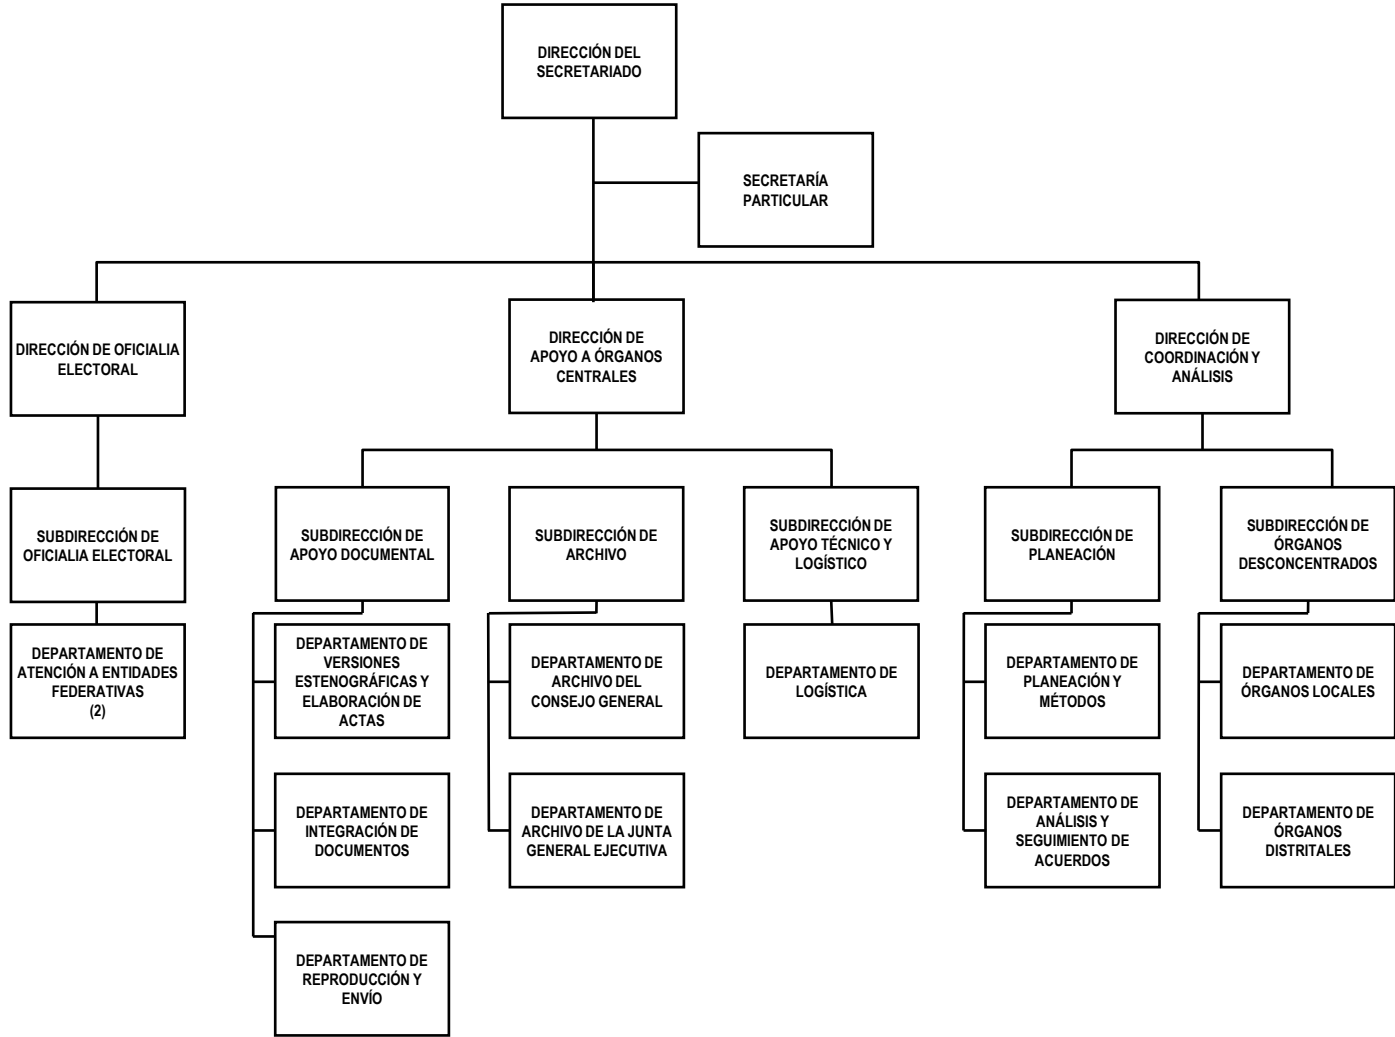 DIRECCIÓN DEL
SECRETARIADO
SECRETARÍA
PARTICULAR
DIRECCIÓN DE OFICIALIA
ELECTORAL
DIRECCIÓN DE
APOYO A ÓRGANOS
CENTRALES
DIRECCIÓN DE
COORDINACIÓN Y
ANÁLISIS
SUBDIRECCIÓN DE
OFICIALIA ELECTORAL
SUBDIRECCIÓN DE
APOYO DOCUMENTAL
SUBDIRECCIÓN DE
ARCHIVO
SUBDIRECCIÓN DE
APOYO TÉCNICO Y
LOGÍSTICO
SUBDIRECCIÓN DE
PLANEACIÓN
SUBDIRECCIÓN DE
ÓRGANOS
DESCONCENTRADOS
DEPARTAMENTO DE
ATENCIÓN A ENTIDADES
FEDERATIVAS
(2)
DEPARTAMENTO DE
VERSIONES
ESTENOGRÁFICAS Y
ELABORACIÓN DE
ACTAS
DEPARTAMENTO DE
ARCHIVO DEL
CONSEJO GENERAL
DEPARTAMENTO DE
LOGÍSTICA
DEPARTAMENTO DE
PLANEACIÓN Y
MÉTODOS
DEPARTAMENTO DE
ÓRGANOS LOCALES
DEPARTAMENTO DE
INTEGRACIÓN DE
DOCUMENTOS
DEPARTAMENTO DE
ARCHIVO DE LA JUNTA
GENERAL EJECUTIVA
DEPARTAMENTO DE
ANÁLISIS Y
SEGUIMIENTO DE
ACUERDOS
DEPARTAMENTO DE
ÓRGANOS
DISTRITALES
DEPARTAMENTO DE
REPRODUCCIÓN Y
ENVÍO